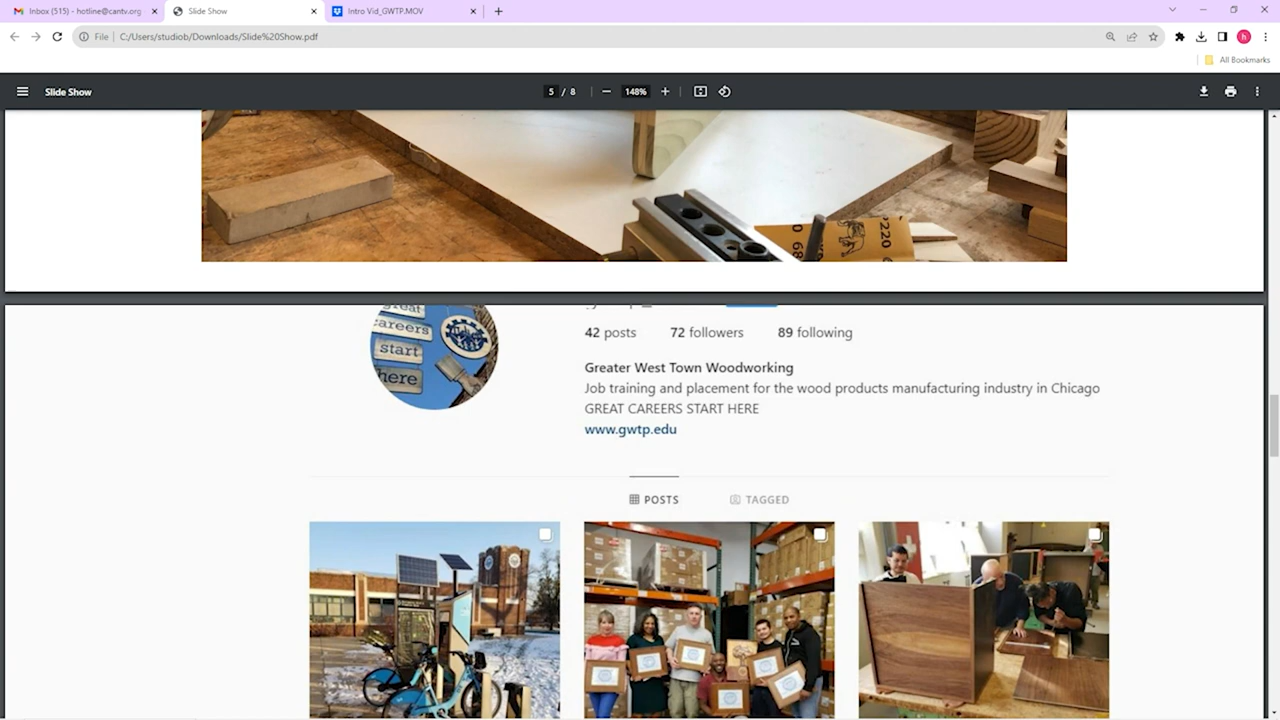 Inbox (515) - hotline@cantv.org
Slide Show
Intro Vid_GWTP.MOV
File
C:/Users/studiob/Downloads/Slide%20Show.pdf
h
All Bookmarks
Slide Show
5 / 8
148%
220
89
great
careers
start
here
42 posts 72 followers 89 following
Greater West Town Woodworking
Job training and placement for the wood products manufacturing industry in Chicago
GREAT CAREERS START HERE
www.gwtp.edu
POSTS
TAGGED